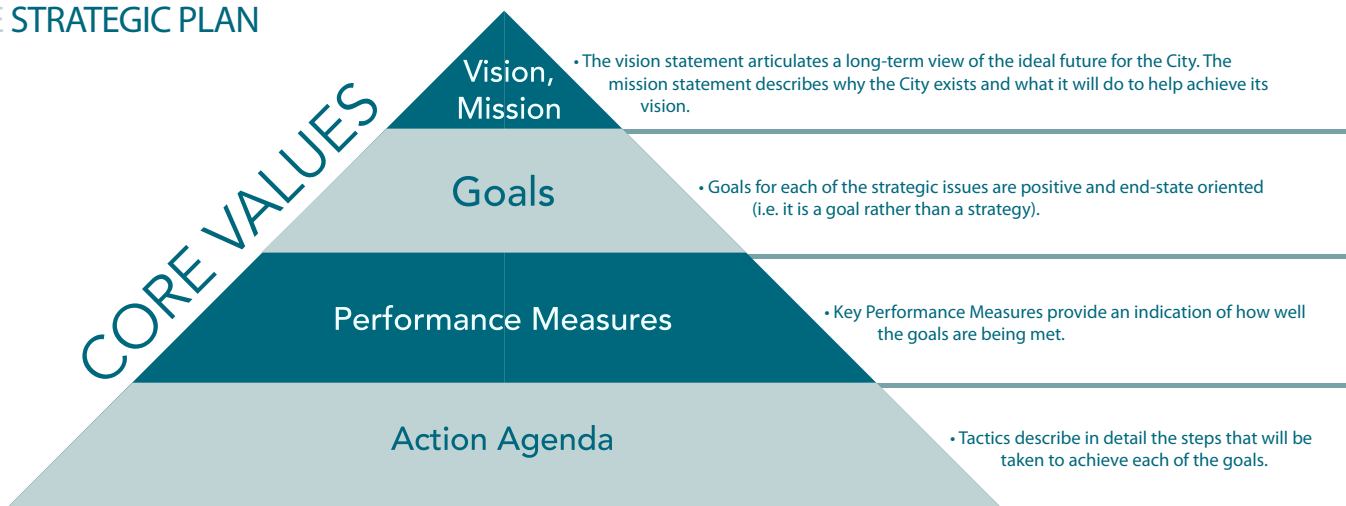 STRATEGIC PLAN
CORE VALUES
Vision,
Mission
• The vision statement articulates a long-term view of the ideal future for the City. The
mission statement describes why the City exists and what it will do to help achieve its
vision.
Goals
• Goals for each of the strategic issues are positive and end-state oriented
(i.e. it is a goal rather than a strategy).
Performance Measures
• Key Performance Measures provide an indication of how well
the goals are being met.
Action Agenda
• Tactics describe in detail the steps that will be
taken to achieve each of the goals.